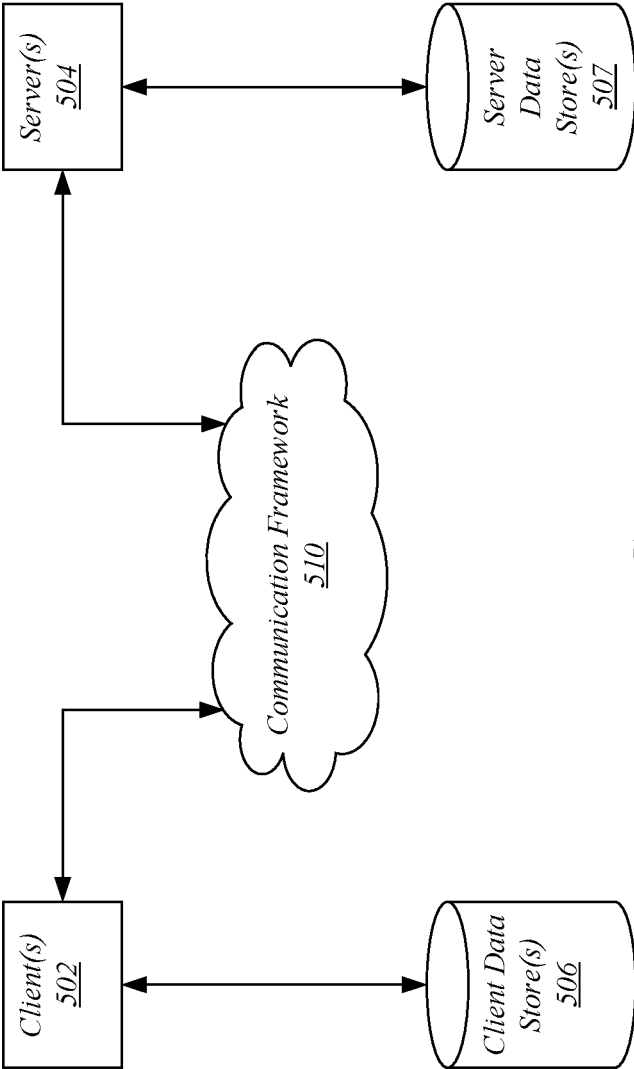 Client(s)
502
Server(s)
504
Communication Framework
510
Client Data
Store(s)
506
Server
Data
Store(s)
507